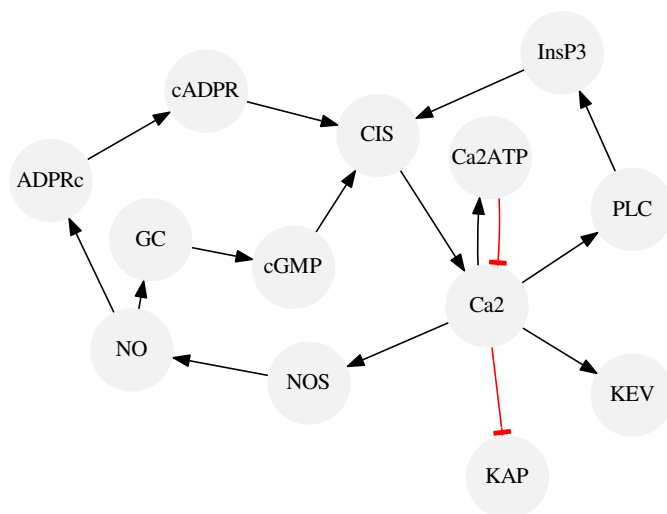 InsP3
cADPR
CIS
Ca2ATP
ADPRc
PLC
GC
cGMP
Ca2
NO
NOS
KEV
KAP